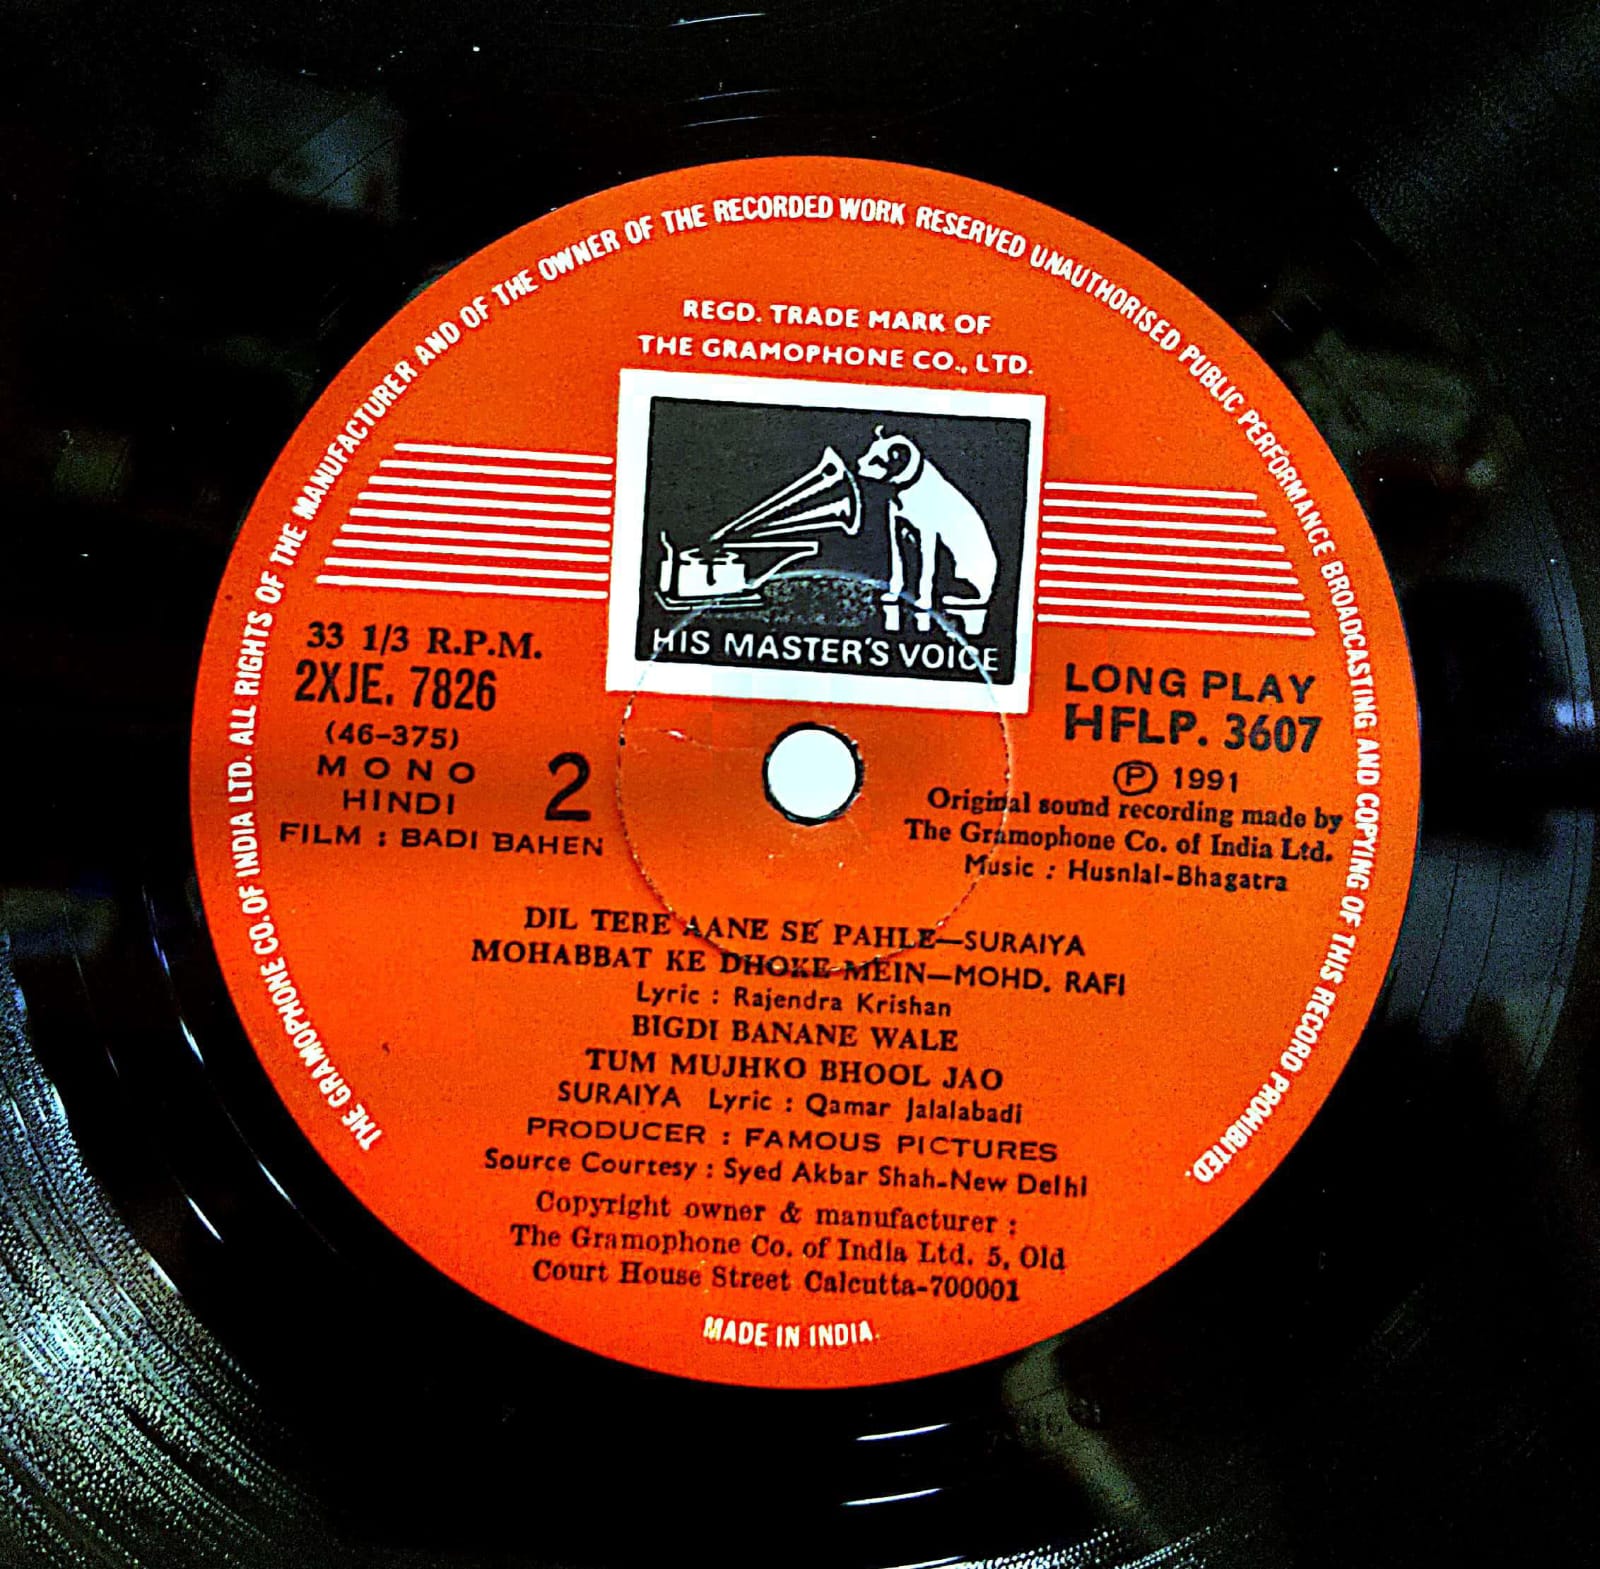 THE GRAMOPHONE CO. OF INDIA LTD. ALL RIGHTS OF THE MANUFACTURER AND OF THE OWNER OF THE RECORDED WORK RESERVED UNAUTHORISED PUBLIC PERFORMANCE BROADCASTING AND COPYING OF THIS RECORD PROHIBITED.
REGD. TRADE MARK OF
THE GRAMOPHONE CO., LTD.
HIS MASTER'S VOICE
33 1/3 R.P.M.
2XJE. 7826
(46-375)
MONO
HINDI
2
FILM : BADI BAHEN
LONG PLAY
HFLP. 3607
Ⓟ 1991
Original sound recording made by
The Gramophone Co. of India Ltd.
Music : Husnlal-Bhagatra
DIL TERE AANE SE PAHLE—SURAIYA
MOHABBAT KE DHOKE MEIN—MOHD. RAFI
Lyric : Rajendra Krishan
BIGDI BANANE WALE
TUM MUJHKO BHOOL JAO
SURAIYA Lyric : Qamar Jalalabadi
PRODUCER : FAMOUS PICTURES
Source Courtesy : Syed Akbar Shah-New Delhi
Copyright owner & manufacturer :
The Gramophone Co. of India Ltd. 5, Old
Court House Street Calcutta-700001
MADE IN INDIA